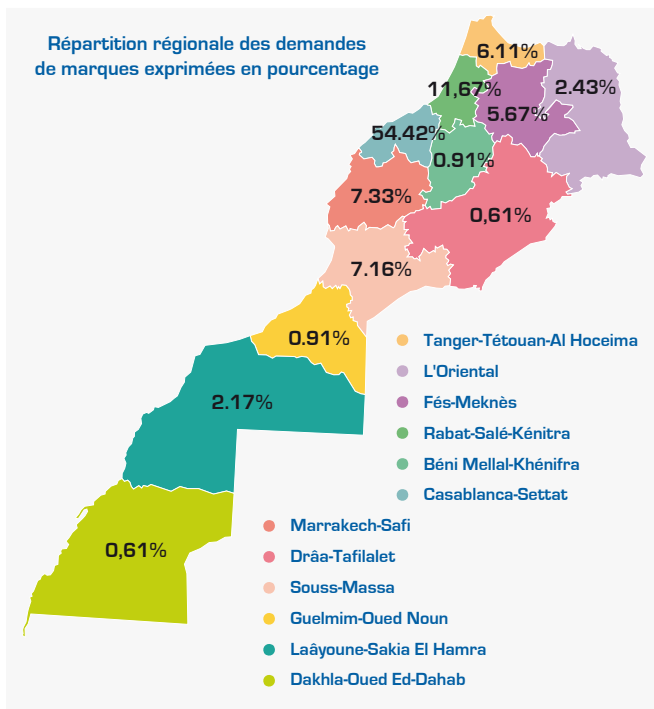 Répartition régionale des demandes
de marques exprimées en pourcentage
6.11%
11,67%
2.43%
5.67%
54.42%
0.91%
7.33%
0,61%
7.16%
0.91%
2.17%
0,61%
Tanger-Tétouan-Al Hoceima
L'Oriental
Fés-Meknès
Rabat-Salé-Kénitra
Béni Mellal-Khénifra
Casablanca-Settat
Marrakech-Safi
Drâa-Tafilalet
Souss-Massa
Guelmim-Oued Noun
Laâyoune-Sakia El Hamra
Dakhla-Oued Ed-Dahab